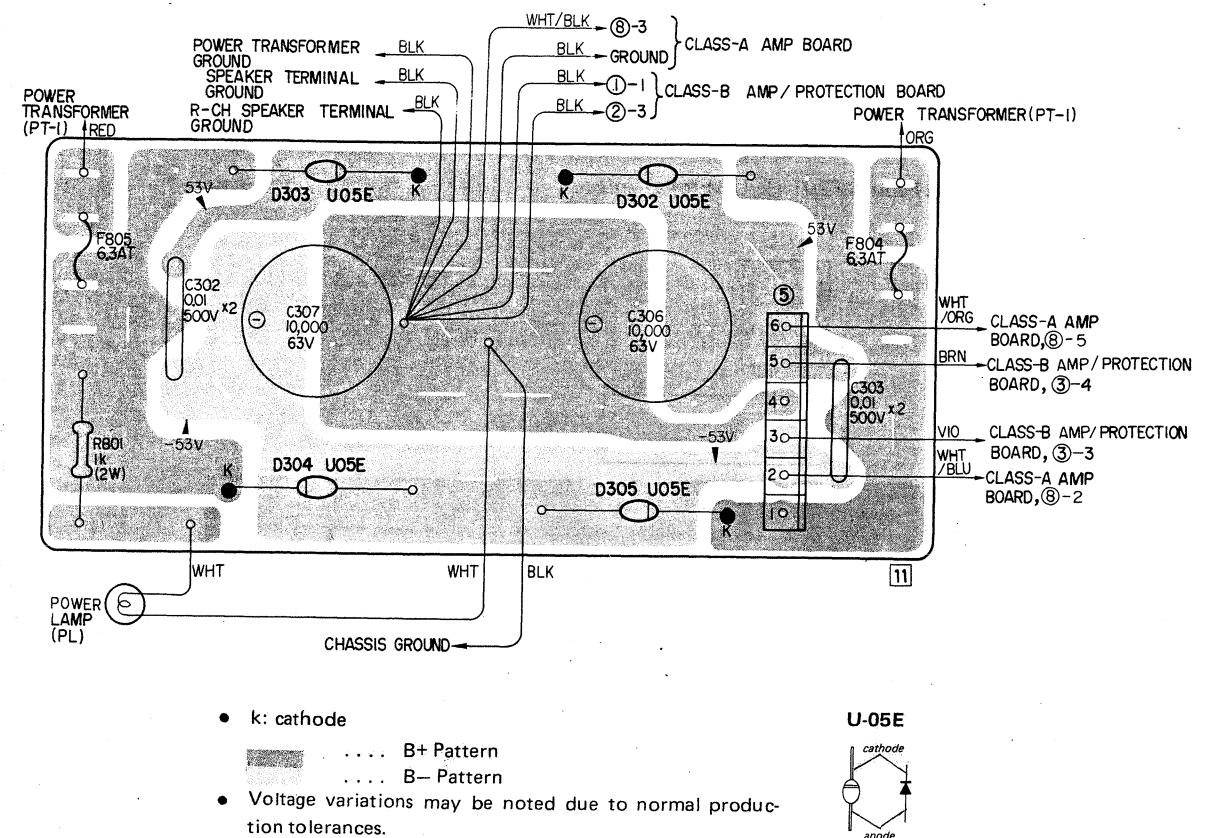 WHT/BLK
⑧-3
CLASS-A AMP BOARD
POWER TRANSFORMER
GROUND
BLK
BLK
GROUND
SPEAKER TERMINAL
GROUND
BLK
BLK
①-1
CLASS-B AMP/PROTECTION BOARD
R-CH SPEAKER TERMINAL
GROUND
BLK
BLK
②-3
POWER
TRANSFORMER
(PT-1)
RED
POWER TRANSFORMER(PT-1)
ORG
D303 U05E
K
K
D302 U05E
53V
53V
F805
6.3AT
F804
6.3AT
C302
0.01
500V x2
⊖
C307
10,000
63V
⊖
C306
10,000
63V
⑤
6
5
4
3
2
1
C303
0.01
500V x2
WHT
/ORG
CLASS-A AMP
BOARD,⑧-5
BRN
CLASS-B AMP/PROTECTION
BOARD, ③-4
VIO
CLASS-B AMP/PROTECTION
BOARD, ③-3
WHT
/BLU
CLASS-A AMP
BOARD,⑧-2
R801
1k
(2W)
-53V
-53V
K
D304 U05E
D305 U05E
K
11
WHT
WHT
BLK
POWER
LAMP
(PL)
CHASSIS GROUND
● k: cathode
.... B+ Pattern
.... B− Pattern
● Voltage variations may be noted due to normal produc-
tion tolerances.
U-05E
cathode
anode